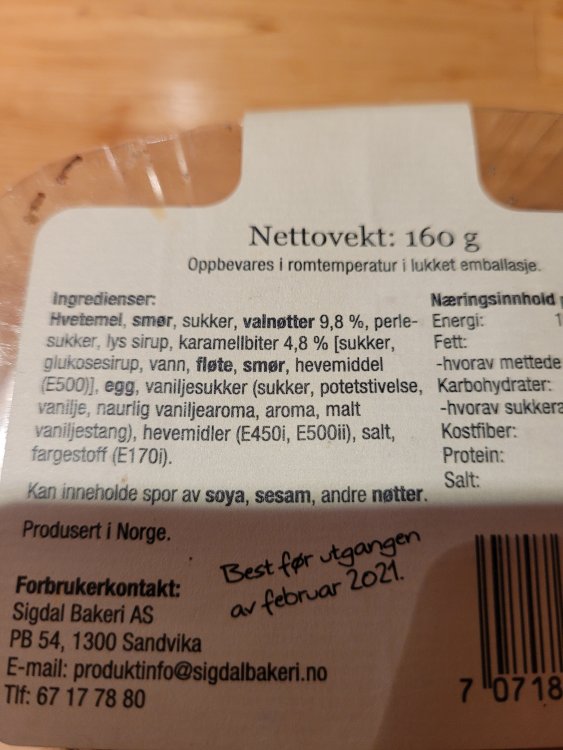 Nettovekt: 160 g
Oppbevares i romtemperatur i lukket emballasje.
Ingredienser:
Hvetemel, smør, sukker, valnøtter 9,8 %, perle-
sukker, lys sirup, karamellbiter 4,8 % [sukker,
glukosesirup, vann, fløte, smør, hevemiddel
(E500)], egg, vaniljesukker (sukker, potetstivelse,
vanilje, naurlig vaniljearoma, aroma, malt
vaniljestang), hevemidler (E450i, E500ii), salt,
fargestoff (E170i).
Kan inneholde spor av soya, sesam, andre nøtter.
Produsert i Norge.
Næringsinnhold
Energi: 1
Fett:
-hvorav mettede
Karbohydrater:
-hvorav sukker
Kostfiber:
Protein:
Salt:
Best før utgangen
av februar 2021.
Forbrukerkontakt:
Sigdal Bakeri AS
PB 54, 1300 Sandvika
E-mail: produktinfo@sigdalbakeri.no
Tlf: 67 17 78 80
7 0718